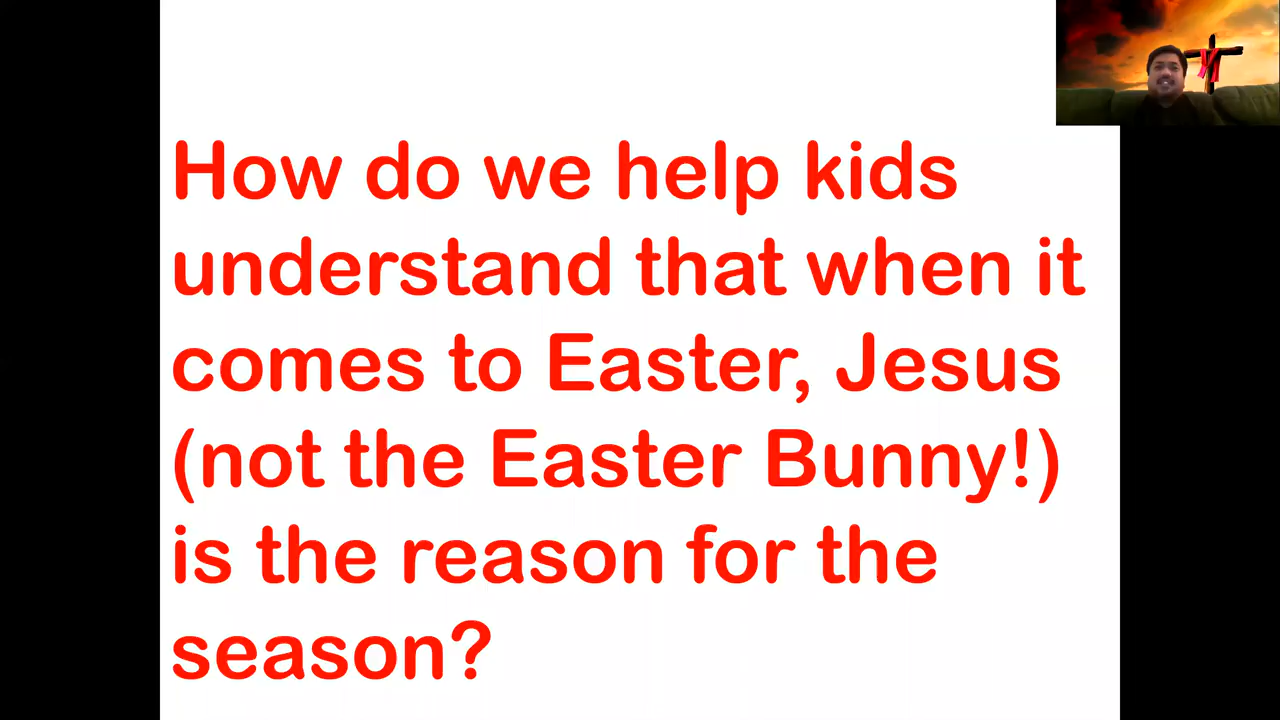 How do we help kids
understand that when it
comes to Easter, Jesus
(not the Easter Bunny!)
is the reason for the
season?